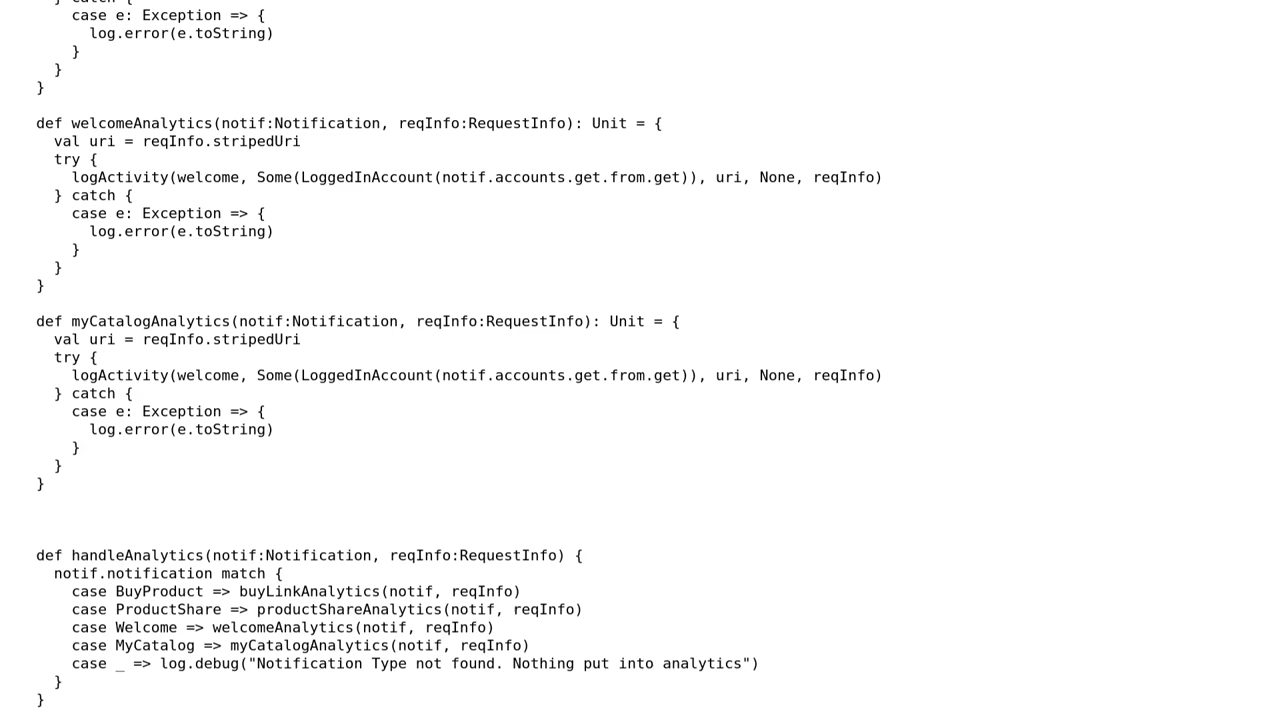 } catch {
case e: Exception => {
log.error(e.toString)
}
}
}
def welcomeAnalytics(notif:Notification, reqInfo:RequestInfo): Unit = {
val uri = reqInfo.stripedUri
try {
logActivity(welcome, Some(LoggedInAccount(notif.accounts.get.from.get)), uri, None, reqInfo)
} catch {
case e: Exception => {
log.error(e.toString)
}
}
}
def myCatalogAnalytics(notif:Notification, reqInfo:RequestInfo): Unit = {
val uri = reqInfo.stripedUri
try {
logActivity(welcome, Some(LoggedInAccount(notif.accounts.get.from.get)), uri, None, reqInfo)
} catch {
case e: Exception => {
log.error(e.toString)
}
}
}
def handleAnalytics(notif:Notification, reqInfo:RequestInfo) {
notif.notification match {
case BuyProduct => buyLinkAnalytics(notif, reqInfo)
case ProductShare => productShareAnalytics(notif, reqInfo)
case Welcome => welcomeAnalytics(notif, reqInfo)
case MyCatalog => myCatalogAnalytics(notif, reqInfo)
case _ => log.debug("Notification Type not found. Nothing put into analytics")
}
}